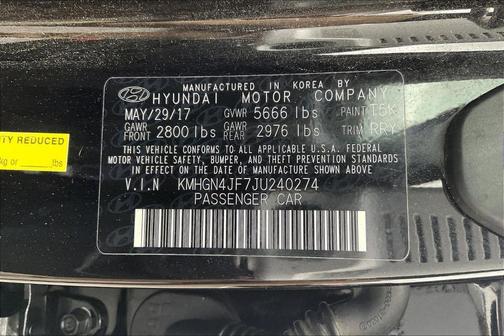 MANUFACTURED IN KOREA BY
HYUNDAI MOTOR COMPANY
MAY/29/17 GVWR 5666 lbs PAINT T5K
GAWR FRONT 2800 lbs GAWR REAR 2976 lbs TRIM RRY
THIS VEHICLE CONFORMS TO ALL APPLICABLE U.S.A. FEDERAL
MOTOR VEHICLE SAFETY, BUMPER, AND THEFT PREVENTION STANDARDS
IN EFFECT ON THE DATE OF MANUFACTURE SHOWN ABOVE
V.I.N KMHGN4JF7JU240274
PASSENGER CAR
REDUCED
kg or lbs